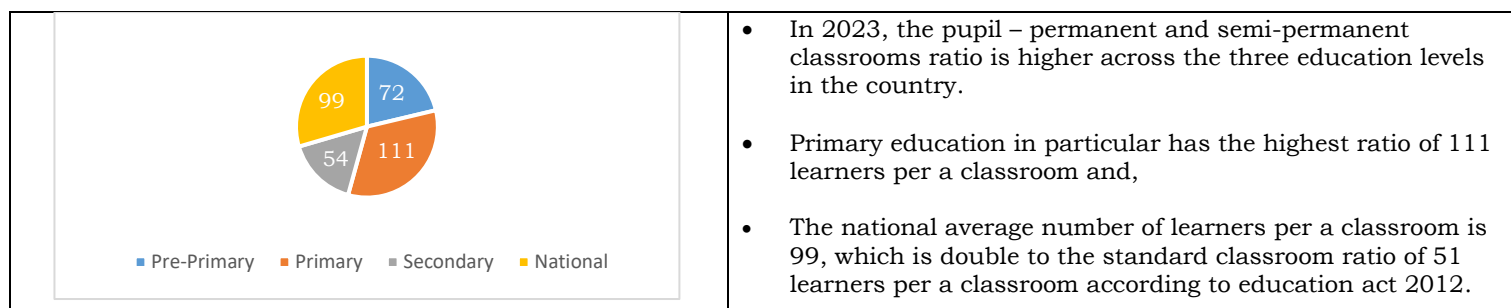 99
72
54
111
Pre-Primary Primary Secondary National
• In 2023, the pupil – permanent and semi-permanent
classrooms ratio is higher across the three education levels
in the country.
• Primary education in particular has the highest ratio of 111
learners per a classroom and,
• The national average number of learners per a classroom is
99, which is double to the standard classroom ratio of 51
learners per a classroom according to education act 2012.